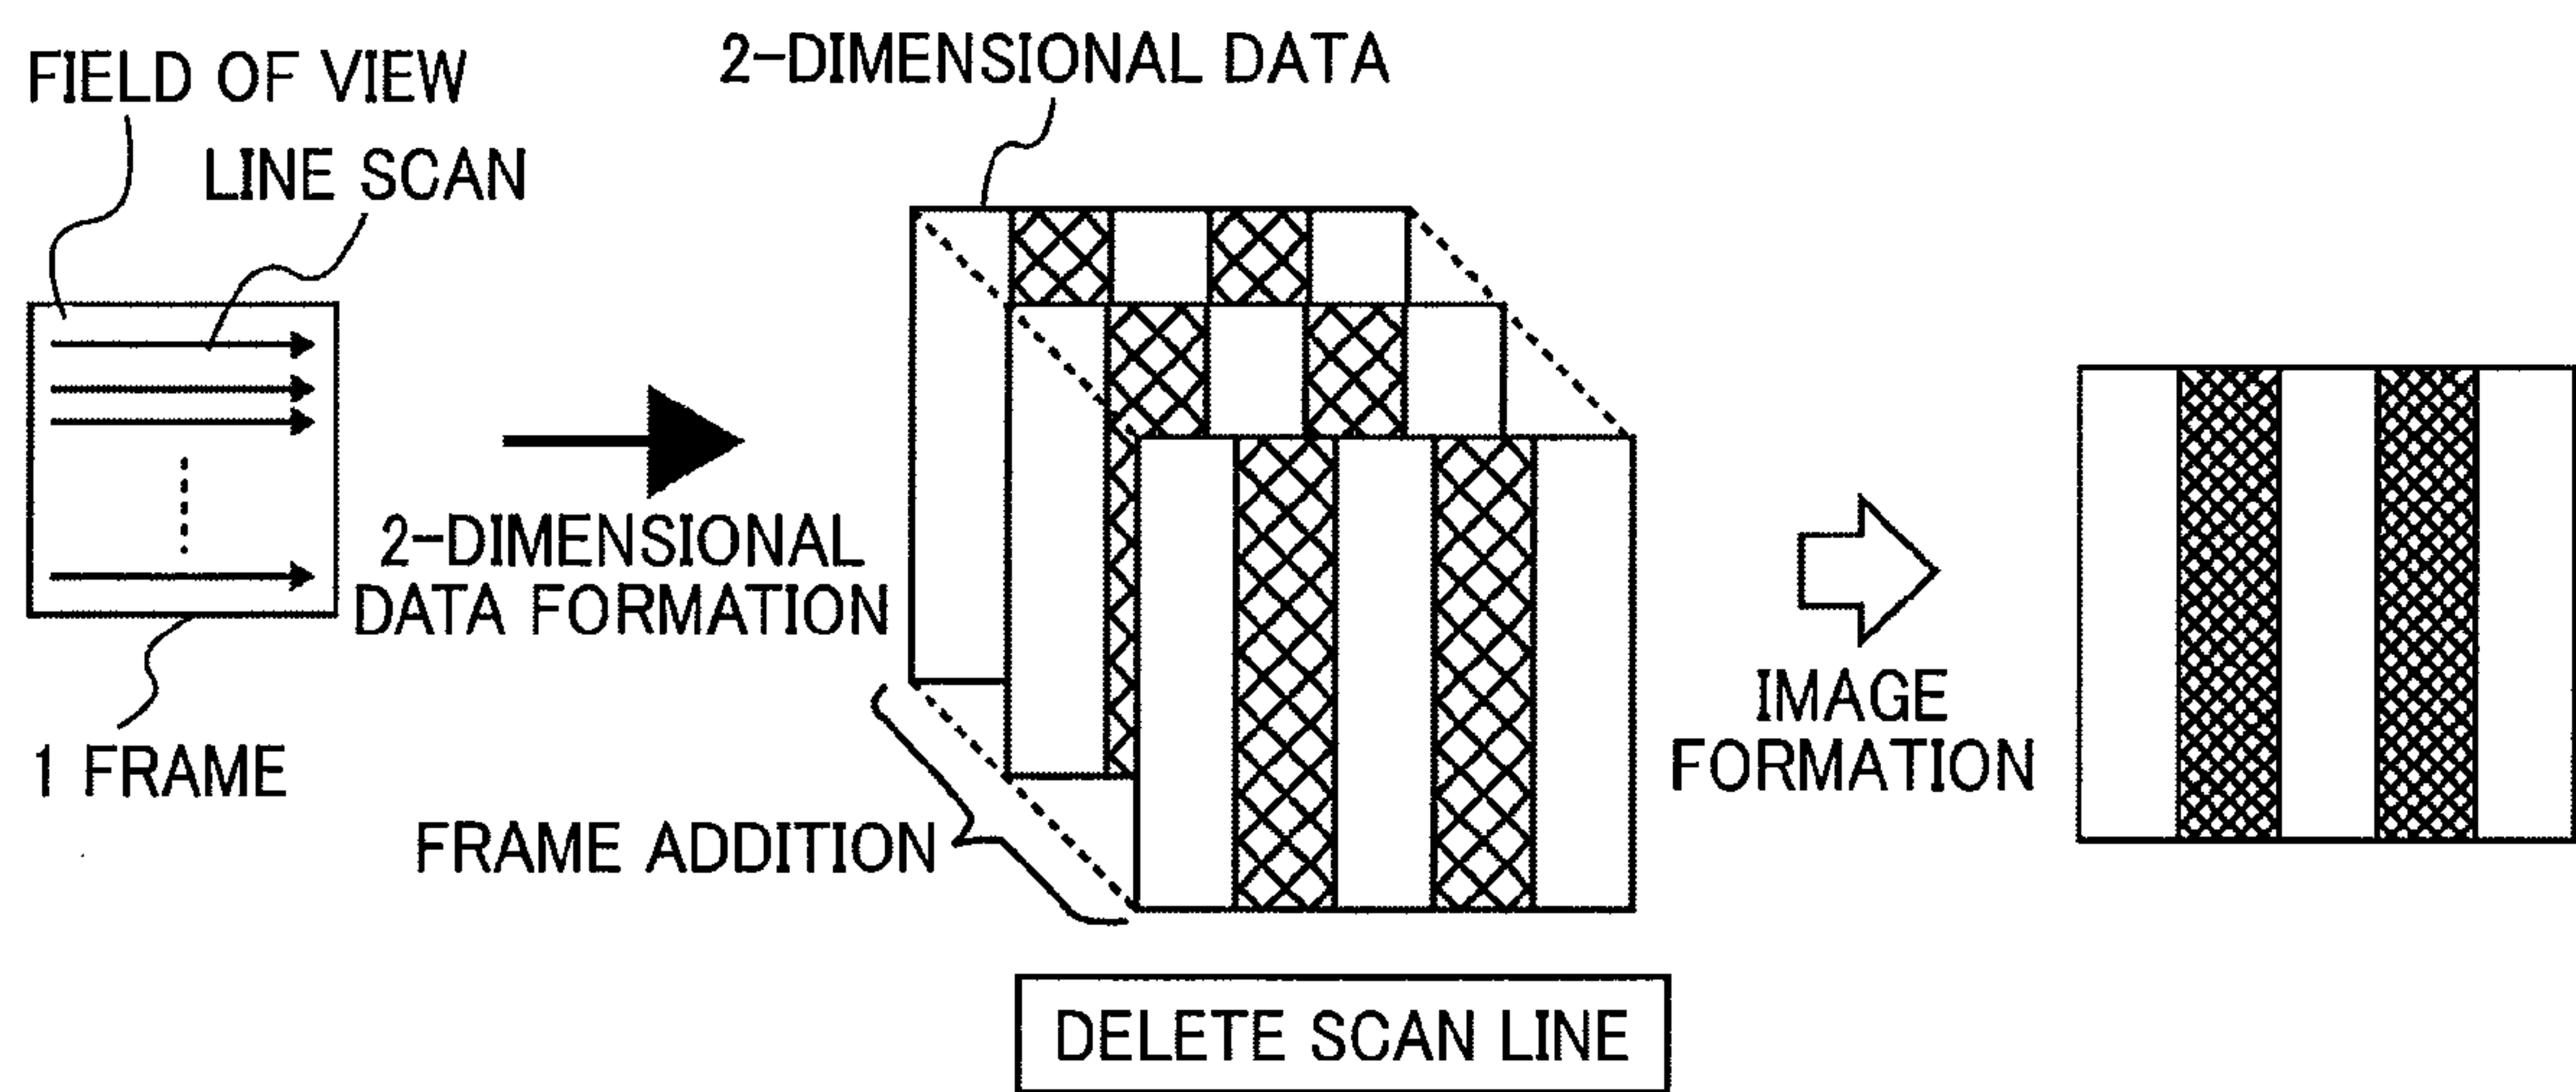 FIELD OF VIEW
LINE SCAN
1 FRAME
2-DIMENSIONAL
DATA FORMATION
2-DIMENSIONAL DATA
FRAME ADDITION
DELETE SCAN LINE
IMAGE
FORMATION